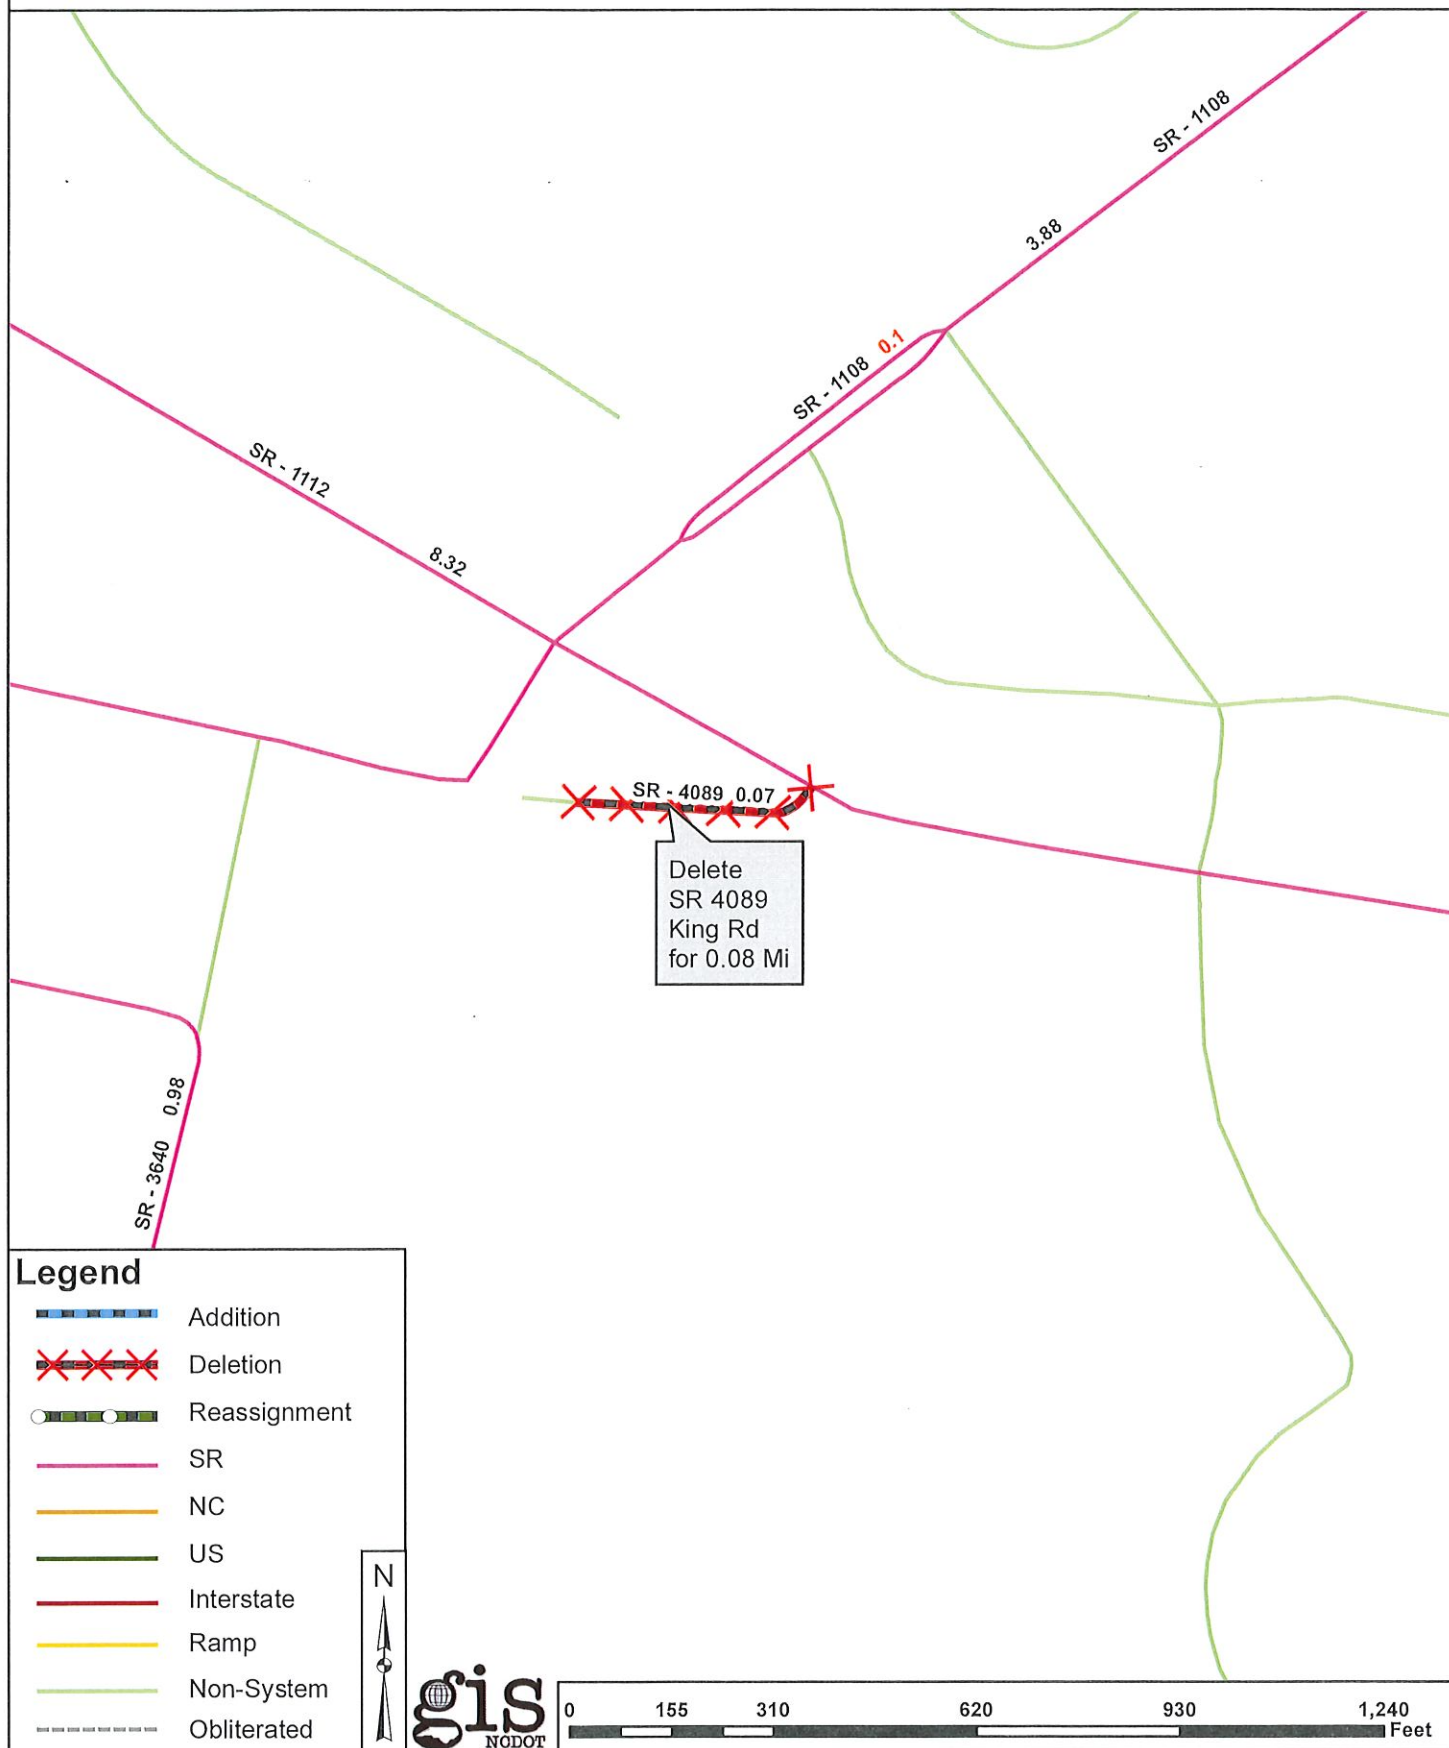 SR - 1108
3.88
SR - 1108 0.1
SR - 1112
8.32
SR - 4089 0.07
Delete
SR 4089
King Rd
for 0.08 Mi
SR - 3640 0.98
Legend
Addition
Deletion
Reassignment
SR
NC
US
Interstate
Ramp
Non-System
Obliterated
N
gis
NCDOT
0 155 310 620 930 1,240
Feet